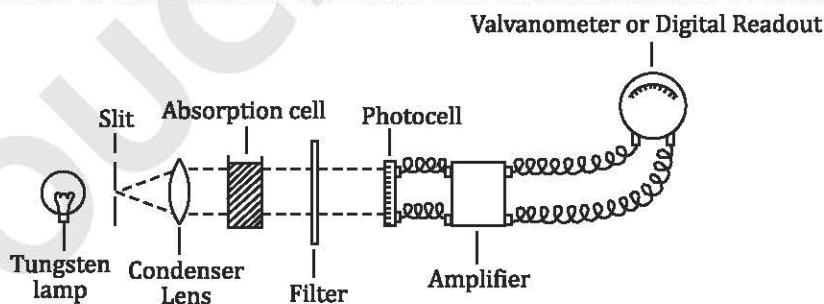 Valvanometer or Digital Readout
Slit
Absorption cell
Photocell
Tungsten
lamp
Condenser
Lens
Filter
Amplifier